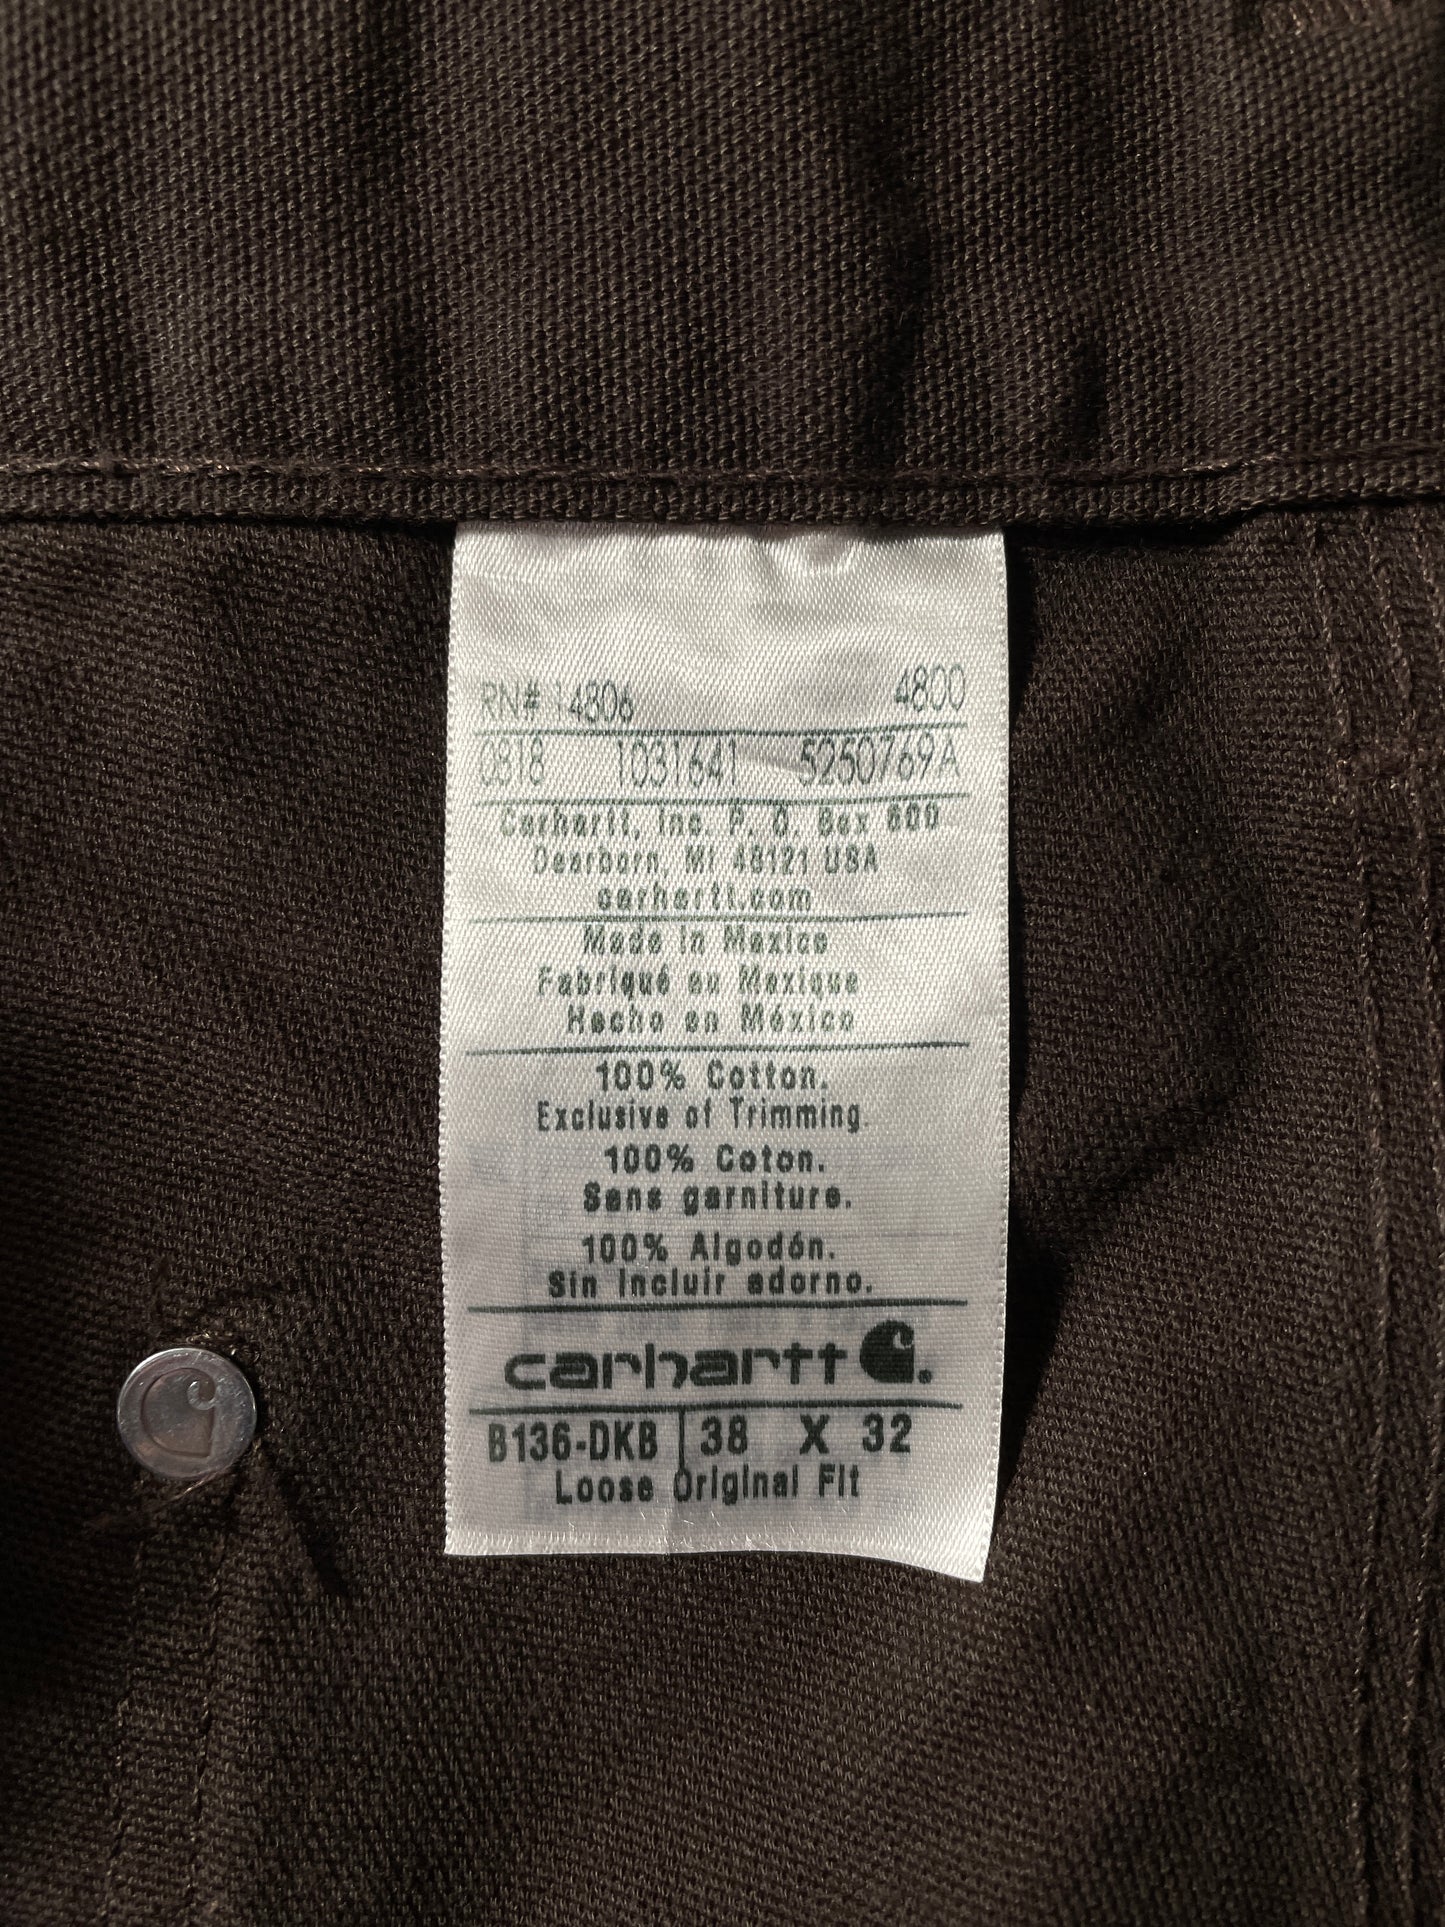 RN# 14806 4800
0818 1031641 5250769A
Carhartt, Inc. P. O. Box 600
Dearborn, MI 48121 USA
carhartt.com
Made in Mexico
Fabriqué au Mexique
Hecho en México
100% Cotton.
Exclusive of Trimming.
100% Coton.
Sans garniture.
100% Algodón.
Sin incluir adorno.
carhartt
B136-DKB 38 X 32
Loose Original Fit